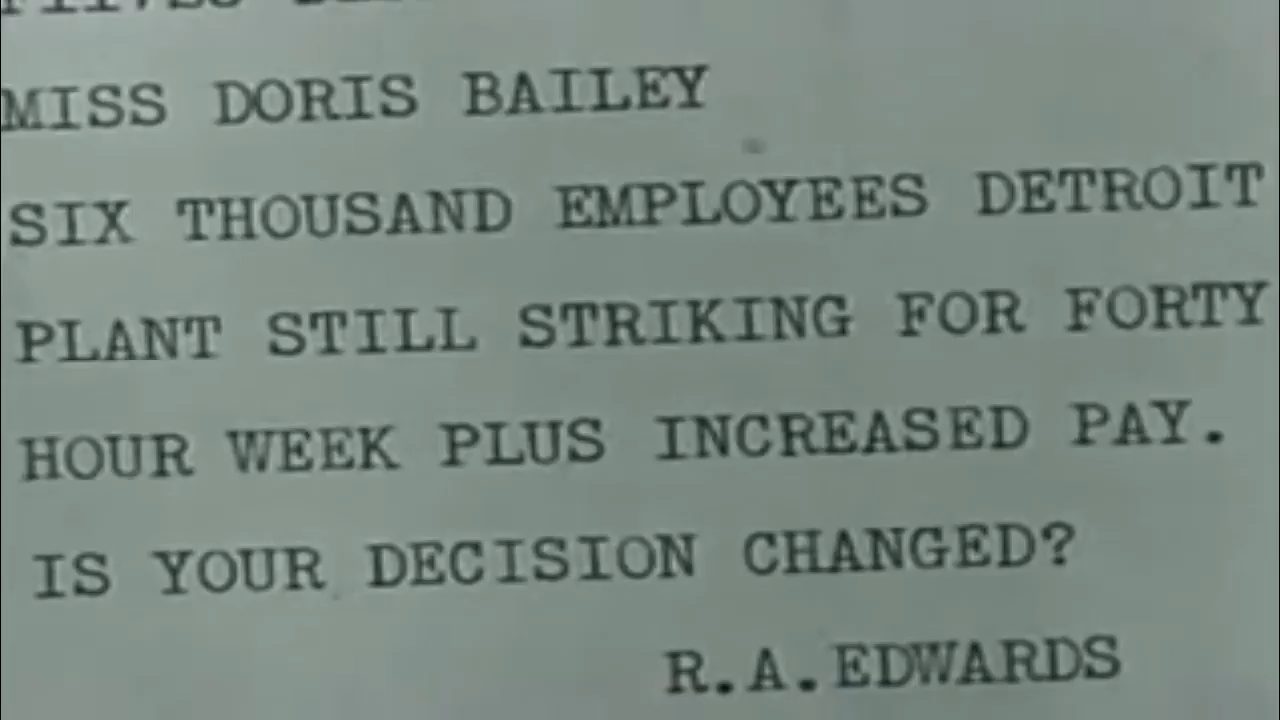 MISS DORIS BAILEY
SIX THOUSAND EMPLOYEES DETROIT
PLANT STILL STRIKING FOR FORTY
HOUR WEEK PLUS INCREASED PAY.
IS YOUR DECISION CHANGED?
R.A.EDWARDS